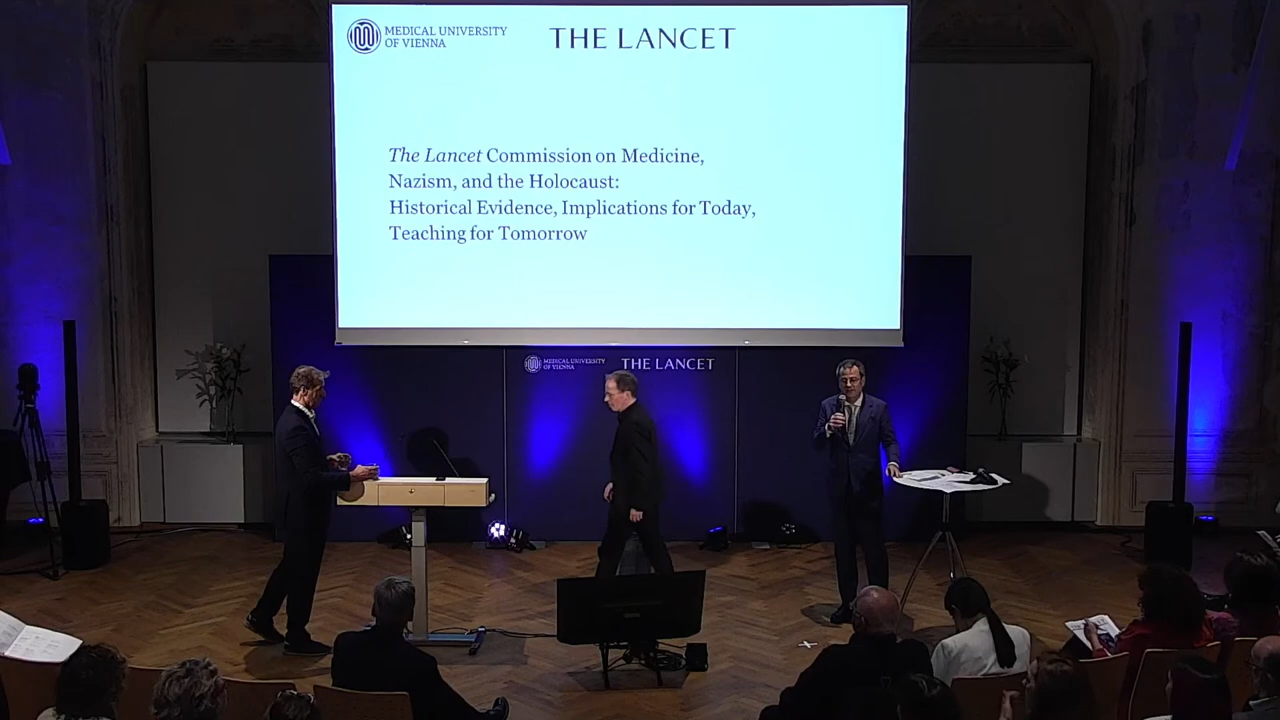 MEDICAL UNIVERSITY
OF VIENNA
THE LANCET
The Lancet Commission on Medicine,
Nazism, and the Holocaust:
Historical Evidence, Implications for Today,
Teaching for Tomorrow
MEDICAL UNIVERSITY
OF VIENNA
THE LANCET